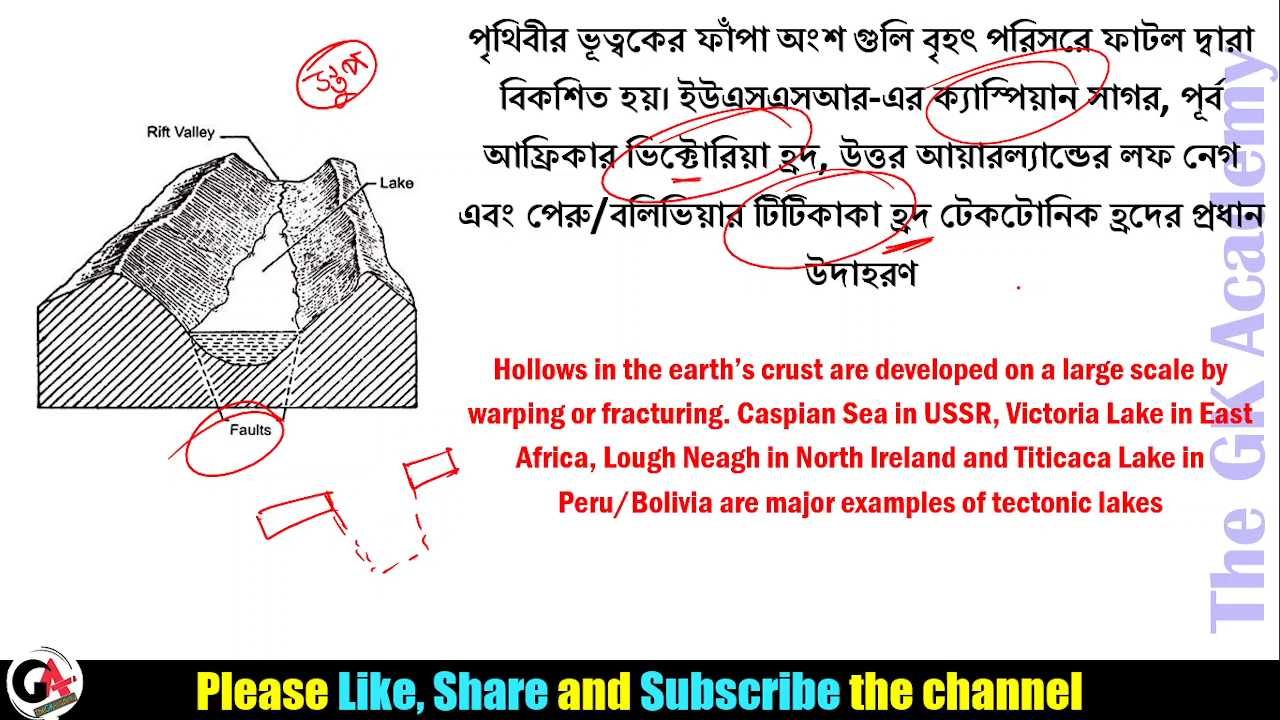 পৃথিবীর ভূত্বকের ফাঁপা অংশ গুলি বৃহৎ পরিসরে ফাটল দ্বারা
বিকশিত হয়। ইউএসএসআর-এর ক্যাস্পিয়ান সাগর, পূর্ব
আফ্রিকার ভিক্টোরিয়া হ্রদ, উত্তর আয়ারল্যান্ডের লফ নেগ
এবং পেরু/বলিভিয়ার টিটিকাকা হ্রদ টেকটোনিক হ্রদের প্রধান
উদাহরণ
Rift Valley
Lake
Faults
Hollows in the earth’s crust are developed on a large scale by
warping or fracturing. Caspian Sea in USSR, Victoria Lake in East
Africa, Lough Neagh in North Ireland and Titicaca Lake in
Peru/Bolivia are major examples of tectonic lakes
The GK Academy
Please Like, Share and Subscribe the channel